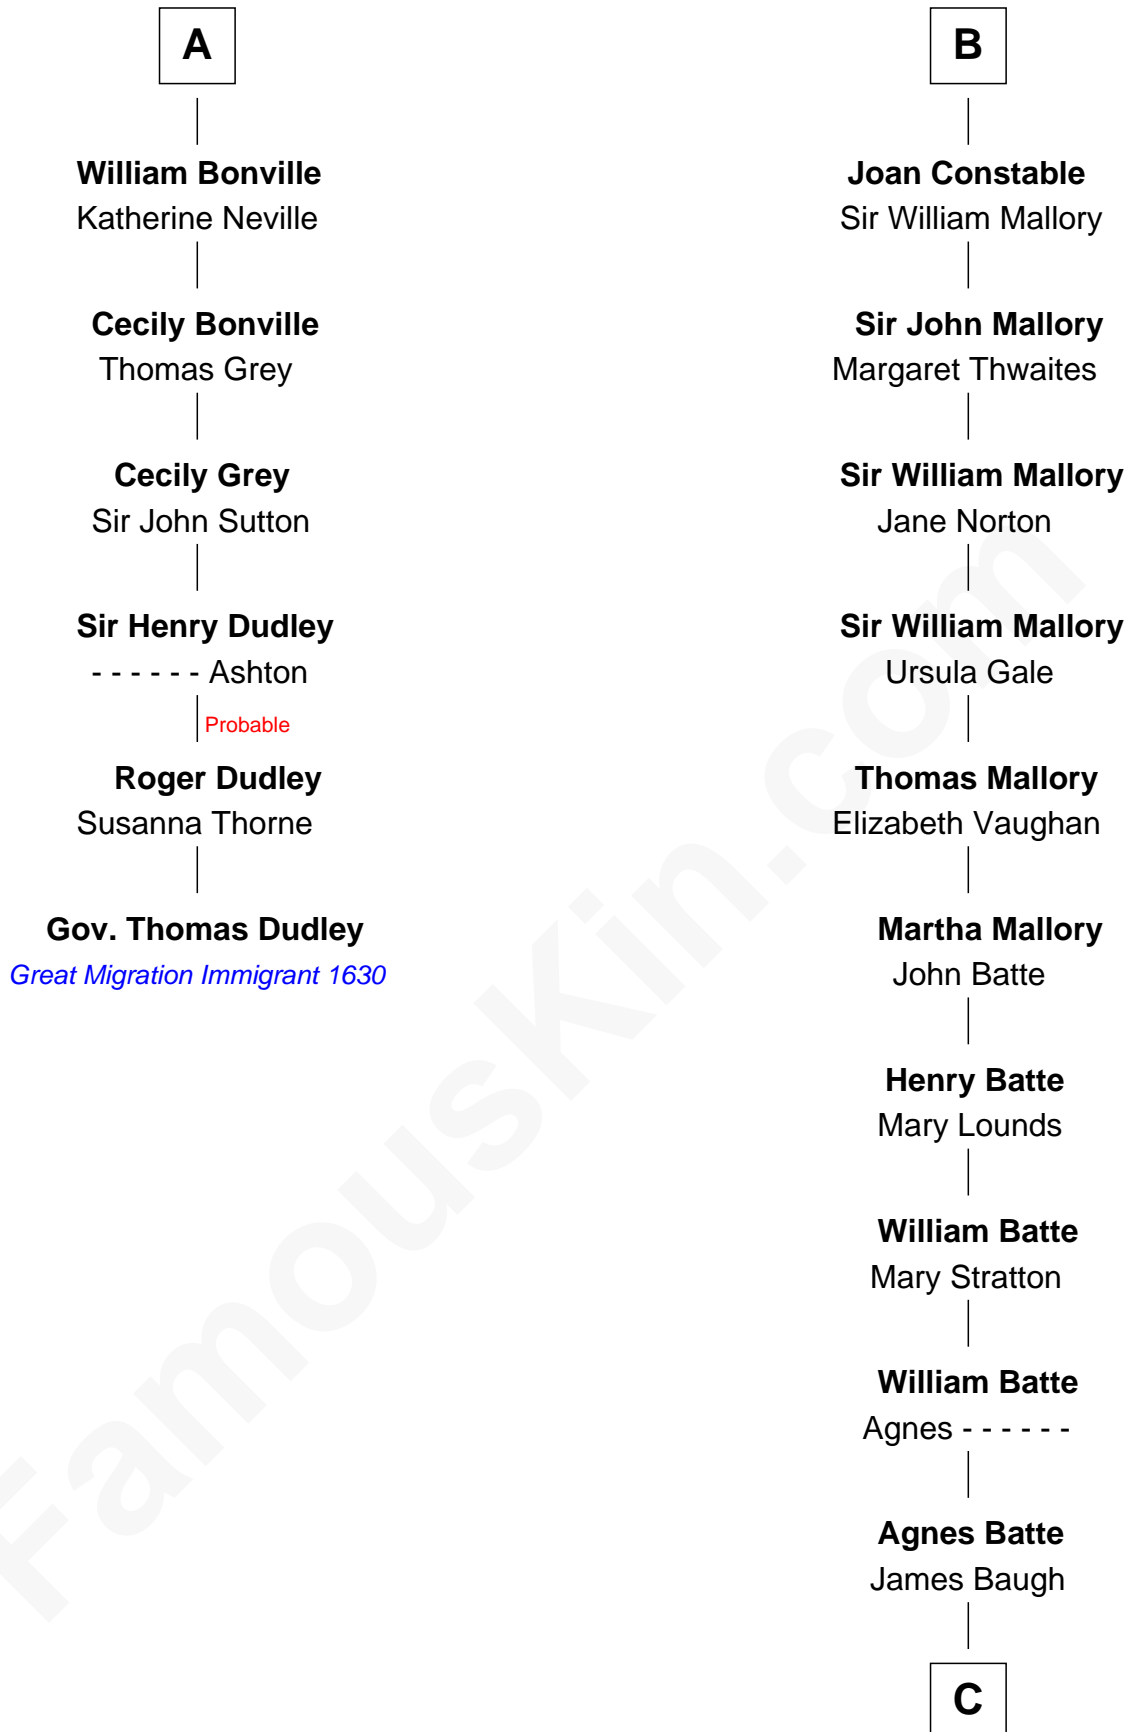 A
William Bonville
Katherine Neville
Cecily Bonville
Thomas Grey
Cecily Grey
Sir John Sutton
Sir Henry Dudley
- - - - - - Ashton
Probable
Roger Dudley
Susanna Thorne
Gov. Thomas Dudley
Great Migration Immigrant 1630
B
Joan Constable
Sir William Mallory
Sir John Mallory
Margaret Thwaites
Sir William Mallory
Jane Norton
Sir William Mallory
Ursula Gale
Thomas Mallory
Elizabeth Vaughan
Martha Mallory
John Batte
Henry Batte
Mary Lounds
William Batte
Mary Stratton
William Batte
Agnes - - - - - -
Agnes Batte
James Baugh
C
FamousKin.com